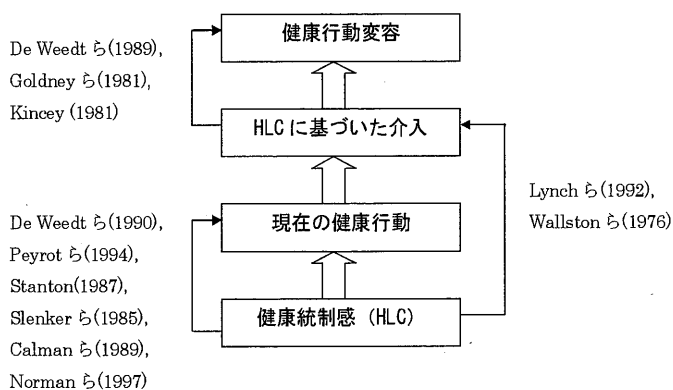 健康行動変容
De Weedt ら(1989),
Goldney ら(1981),
Kincey (1981)
HLC に基づいた介入
Lynch ら(1992),
Wallston ら(1976)
De Weedt ら(1990),
Peyrot ら(1994),
Stanton(1987),
Slenker ら(1985),
Calman ら(1989),
Norman ら(1997)
現在の健康行動
健康統制感（HLC）